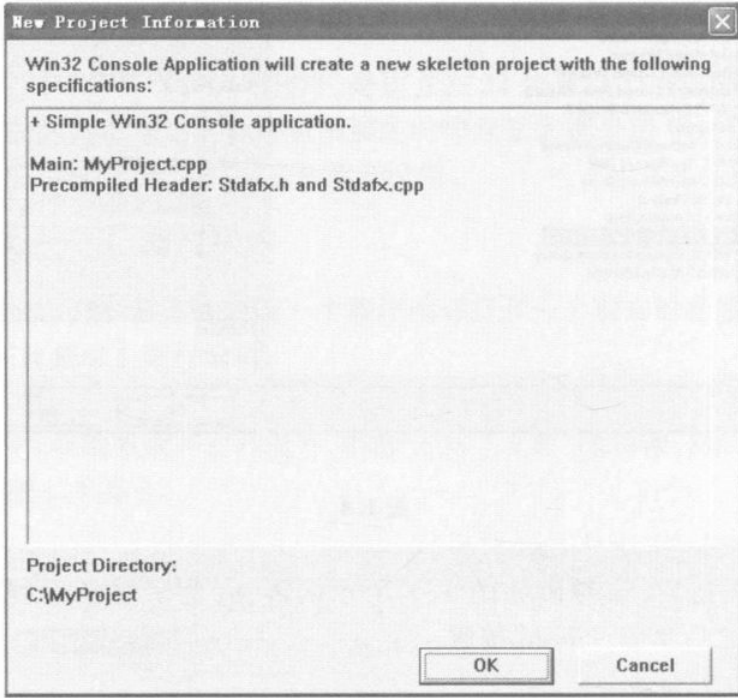 New Project Information
Win32 Console Application will create a new skeleton project with the following
specifications:
+ Simple Win32 Console application.
Main: MyProject.cpp
Precompiled Header: Stdafx.h and Stdafx.cpp
Project Directory:
C:\MyProject
OK
Cancel